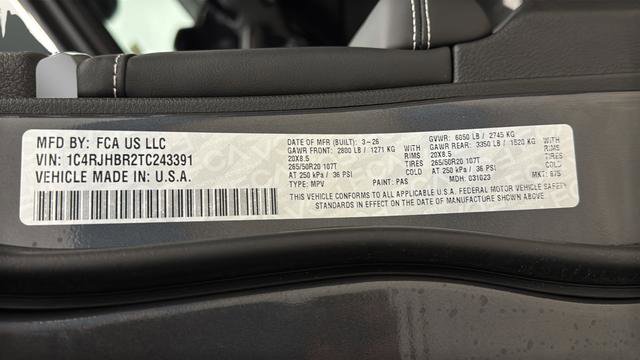 MFD BY: FCA US LLC
VIN: 1C4RJHBR2TC243391
VEHICLE MADE IN: U.S.A.
DATE OF MFR (BUILT): 3-26 GVWR: 6050 LB / 2745 KG
GAWR FRONT: 2800 LB / 1271 KG GAWR REAR: 3350 LB / 1520 KG
20X8.5 RIMS 20X8.5 RIMS
265/50R20 107T TIRES 265/50R20 107T TIRES
AT 250 kPa / 36 PSI COLD AT 250 kPa / 36 PSI COLD
TYPE: MPV PAINT: PAS MDH: 031023 MKT: 675
THIS VEHICLE CONFORMS TO ALL APPLICABLE U.S.A. FEDERAL MOTOR VEHICLE SAFETY
STANDARDS IN EFFECT ON THE DATE OF MANUFACTURE SHOWN ABOVE.